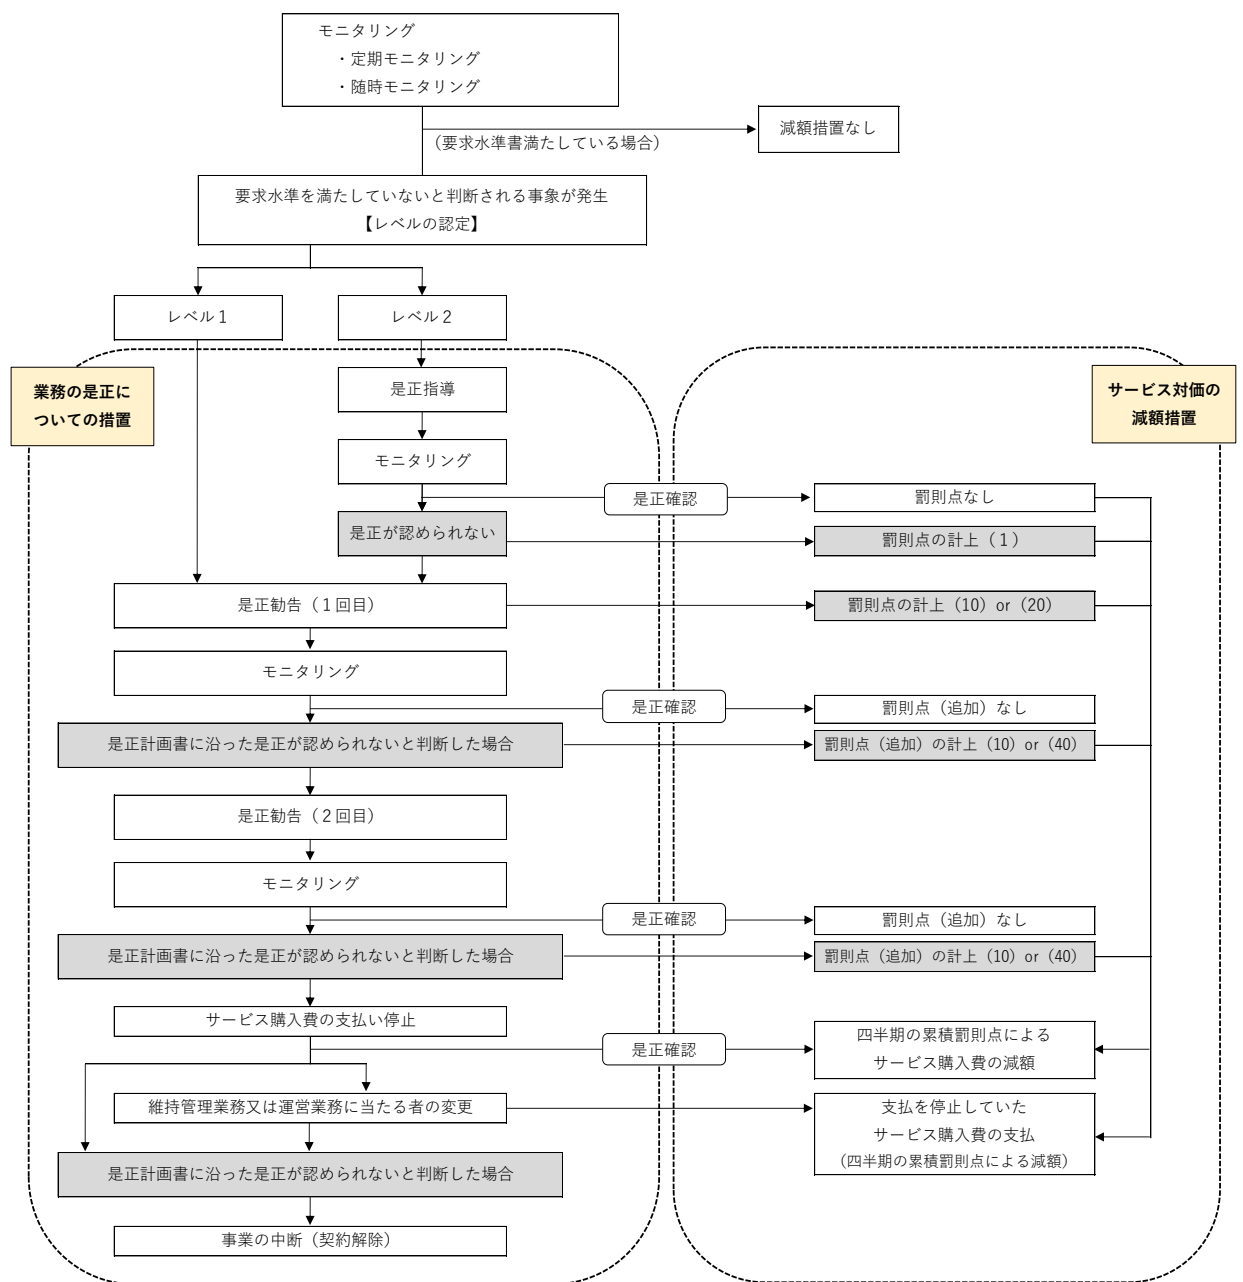 モニタリング
・定期モニタリング
・随時モニタリング
減額措置なし
(要求水準書満たしている場合)
要求水準を満たしていないと判断される事象が発生
【レベルの認定】
レベル１
レベル２
業務の是正に
ついての措置
サービス対価の
減額措置
是正指導
モニタリング
是正確認
罰則点なし
是正が認められない
罰則点の計上（１）
是正勧告（１回目）
罰則点の計上（10）or（20）
モニタリング
是正確認
罰則点（追加）なし
是正計画書に沿った是正が認められないと判断した場合
罰則点（追加）の計上（10）or（40）
是正勧告（２回目）
モニタリング
是正確認
罰則点（追加）なし
是正計画書に沿った是正が認められないと判断した場合
罰則点（追加）の計上（10）or（40）
サービス購入費の支払い停止
是正確認
四半期の累積罰則点による
サービス購入費の減額
維持管理業務又は運営業務に当たる者の変更
支払を停止していた
サービス購入費の支払
（四半期の累積罰則点による減額）
是正計画書に沿った是正が認められないと判断した場合
事業の中断（契約解除）